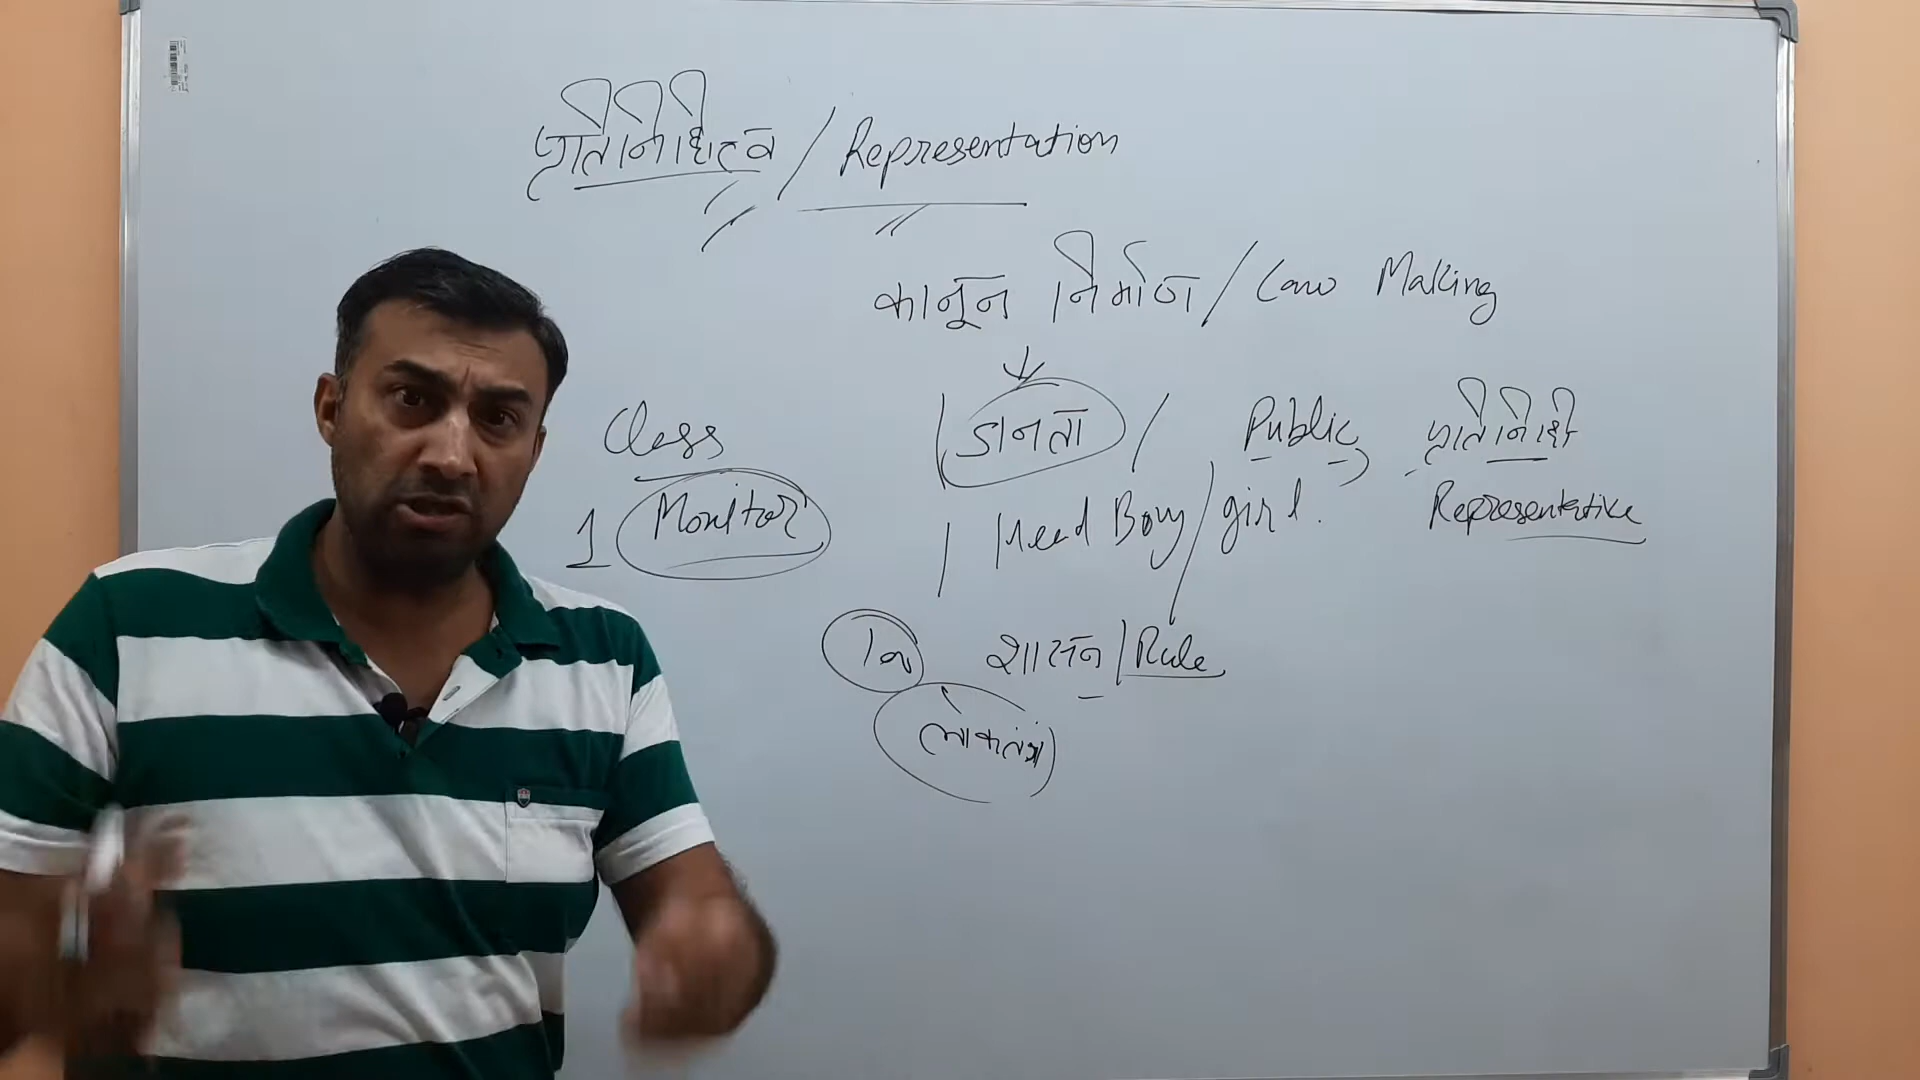 प्रतिनिधित्व / Representation
कानून निर्माण / Law Making
Class
जनता / Public, प्रतिनिधी
1 Monitor
Head Boy / girl. Representative
शासन / Rule
लोकतंत्र